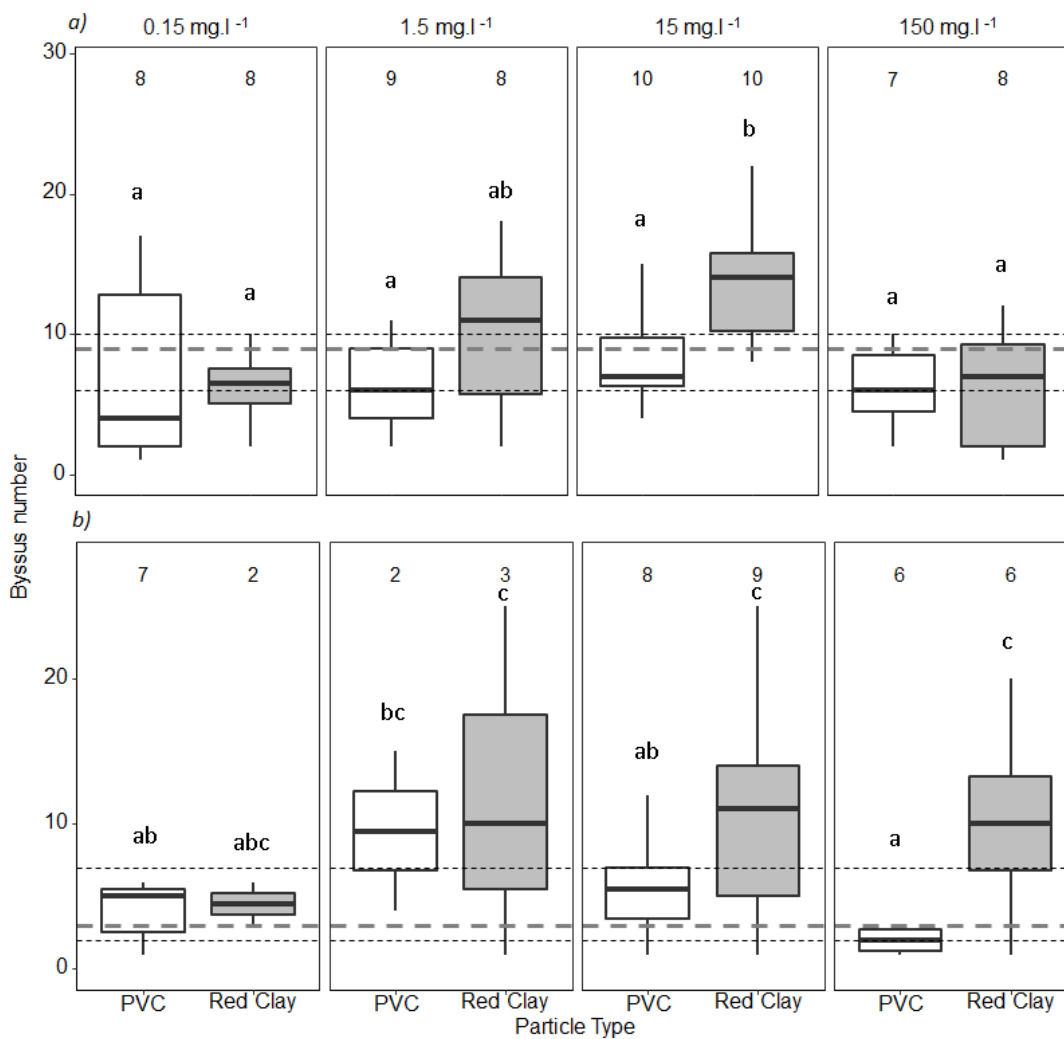 a) 0.15 mg.l⁻¹ 1.5 mg.l⁻¹ 15 mg.l⁻¹ 150 mg.l⁻¹
30
8 8 9 8 10 10 7 8
b
20 a ab a
a a a a
10
0
Byssus number
b)
7 2 2 3 8 9 6 6
c c
20 c
bc
ab
10 ab abc a
0
PVC Red Clay PVC Red Clay PVC Red Clay PVC Red Clay
Particle Type